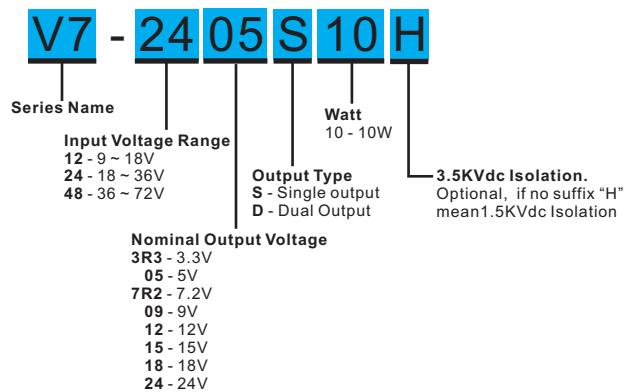 V7 - 24 05 S 10 H
Series Name
Input Voltage Range
12 - 9 ~ 18V
24 - 18 ~ 36V
48 - 36 ~ 72V
Nominal Output Voltage
3R3 - 3.3V
05 - 5V
7R2 - 7.2V
09 - 9V
12 - 12V
15 - 15V
18 - 18V
24 - 24V
Output Type
S - Single output
D - Dual Output
Watt
10 - 10W
3.5KVdc Isolation.
Optional, if no suffix “H”
mean1.5KVdc Isolation